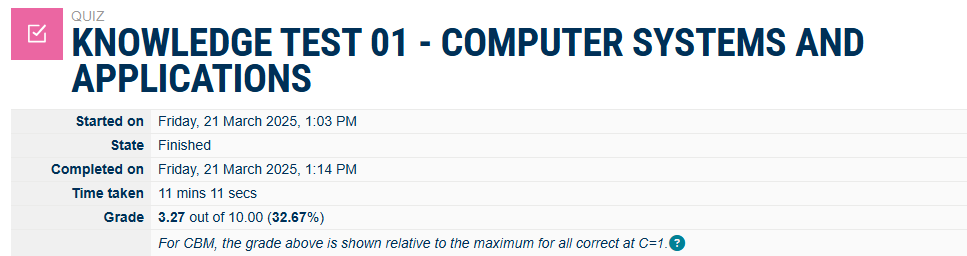 QUIZ
KNOWLEDGE TEST 01 - COMPUTER SYSTEMS AND
APPLICATIONS
Started on Friday, 21 March 2025, 1:03 PM
State Finished
Completed on Friday, 21 March 2025, 1:14 PM
Time taken 11 mins 11 secs
Grade 3.27 out of 10.00 (32.67%)
For CBM, the grade above is shown relative to the maximum for all correct at C=1. ?